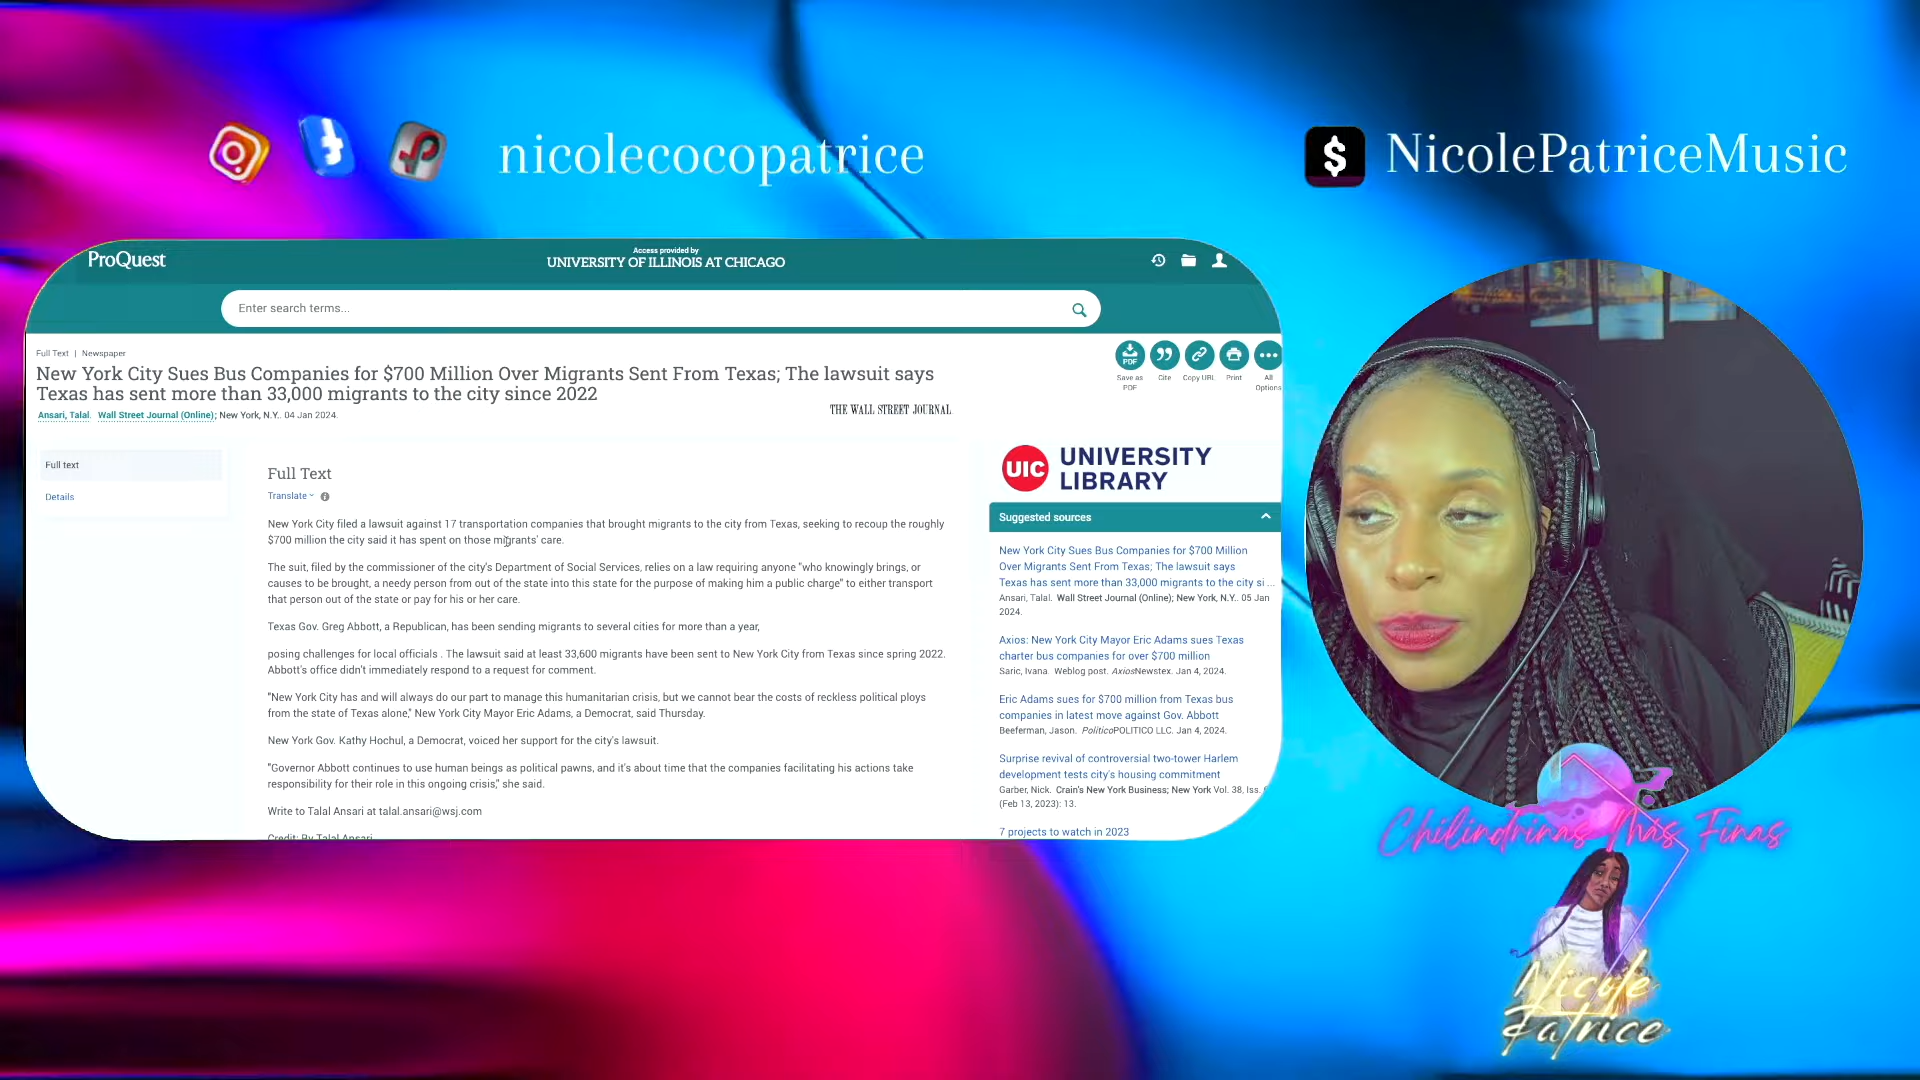 nicolecocopatrice
NicolePatriceMusic
ProQuest
Access provided by
UNIVERSITY OF ILLINOIS AT CHICAGO
Enter search terms...
Full Text | Newspaper
New York City Sues Bus Companies for $700 Million Over Migrants Sent From Texas; The lawsuit says
Texas has sent more than 33,000 migrants to the city since 2022
Ansari, Talal. Wall Street Journal (Online); New York, N.Y.. 04 Jan 2024.
THE WALL STREET JOURNAL.
PDF
Save as
PDF
Cite
Copy URL
Print
All
Options
Full text
Details
Full Text
Translate
New York City filed a lawsuit against 17 transportation companies that brought migrants to the city from Texas, seeking to recoup the roughly
$700 million the city said it has spent on those migrants' care.
The suit, filed by the commissioner of the city's Department of Social Services, relies on a law requiring anyone "who knowingly brings, or
causes to be brought, a needy person from out of the state into this state for the purpose of making him a public charge" to either transport
that person out of the state or pay for his or her care.
Texas Gov. Greg Abbott, a Republican, has been sending migrants to several cities for more than a year,
posing challenges for local officials . The lawsuit said at least 33,600 migrants have been sent to New York City from Texas since spring 2022.
Abbott's office didn't immediately respond to a request for comment.
"New York City has and will always do our part to manage this humanitarian crisis, but we cannot bear the costs of reckless political ploys
from the state of Texas alone," New York City Mayor Eric Adams, a Democrat, said Thursday.
New York Gov. Kathy Hochul, a Democrat, voiced her support for the city's lawsuit.
"Governor Abbott continues to use human beings as political pawns, and it's about time that the companies facilitating his actions take
responsibility for their role in this ongoing crisis," she said.
Write to Talal Ansari at talal.ansari@wsj.com
Credit: By Talal Ansari
UIC
UNIVERSITY
LIBRARY
Suggested sources
New York City Sues Bus Companies for $700 Million
Over Migrants Sent From Texas; The lawsuit says
Texas has sent more than 33,000 migrants to the city si ...
Ansari, Talal. Wall Street Journal (Online); New York, N.Y.. 05 Jan
2024.
Axios: New York City Mayor Eric Adams sues Texas
charter bus companies for over $700 million
Saric, Ivana. Weblog post. AxiosNewstex. Jan 4, 2024.
Eric Adams sues for $700 million from Texas bus
companies in latest move against Gov. Abbott
Beeferman, Jason. PoliticoPOLITICO LLC. Jan 4, 2024.
Surprise revival of controversial two-tower Harlem
development tests city's housing commitment
Garber, Nick. Crain's New York Business; New York Vol. 38, Iss.
(Feb 13, 2023): 13.
7 projects to watch in 2023
Chilindrinas Más Finas
Nicole
Patrice